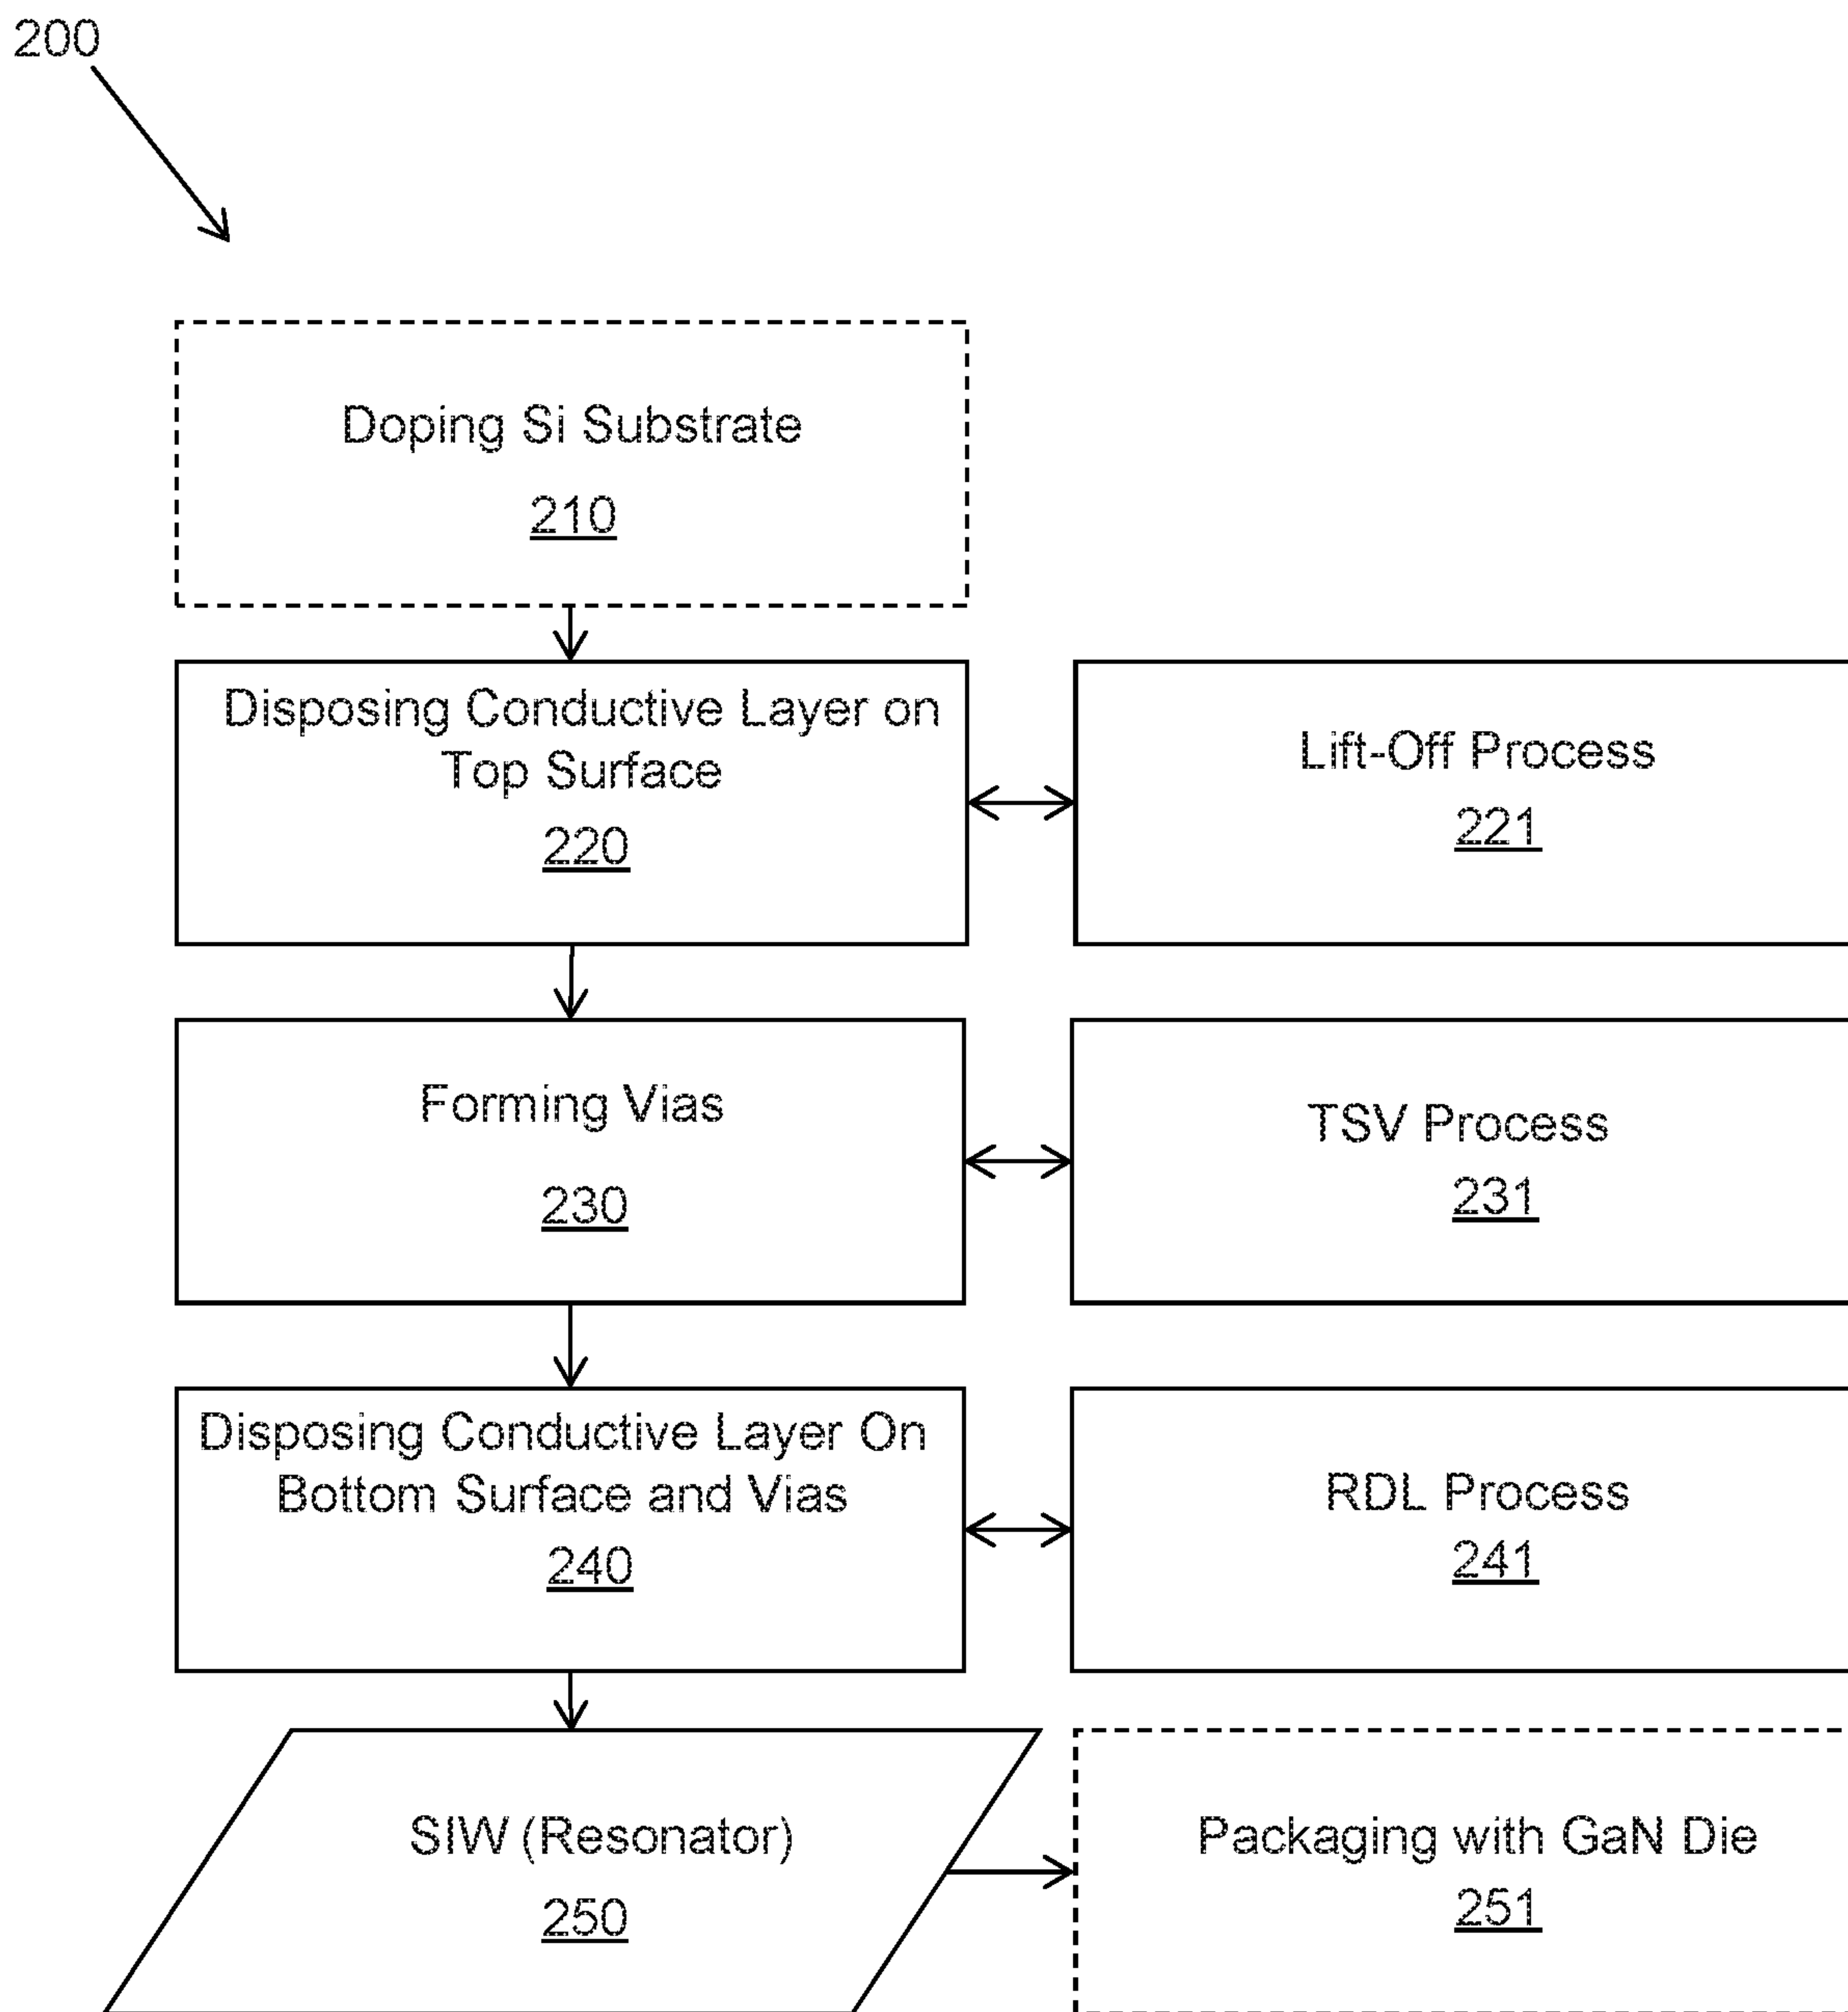 200
Doping Si Substrate
210
Disposing Conductive Layer on
Top Surface
220
Lift-Off Process
221
Forming Vias
230
TSV Process
231
Disposing Conductive Layer On
Bottom Surface and Vias
240
RDL Process
241
SIW (Resonator)
250
Packaging with GaN Die
251